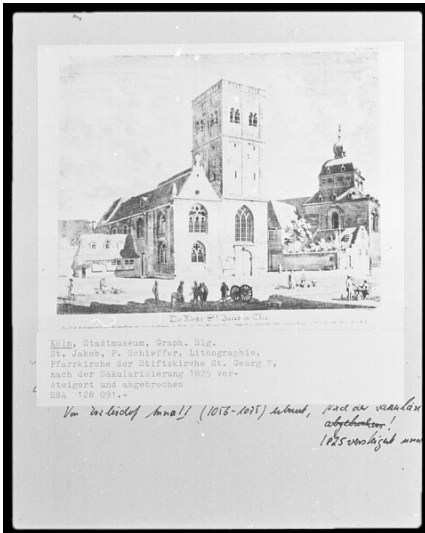 Die Kirche St. Jacob in Cöln.
Köln, Stadtmuseum, Graph. Slg.
St. Jakob, P. Schieffer, Lithographie,
Pfarrkirche der Stiftskirche St. Georg ?,
nach der Säkularisierung 1825 ver-
steigert und abgebrochen
RBA 128 091.-
Von Erzbischof Anno II (1056-1075) erbaut, Nach der
abgebrochen!
1825 versteigert und